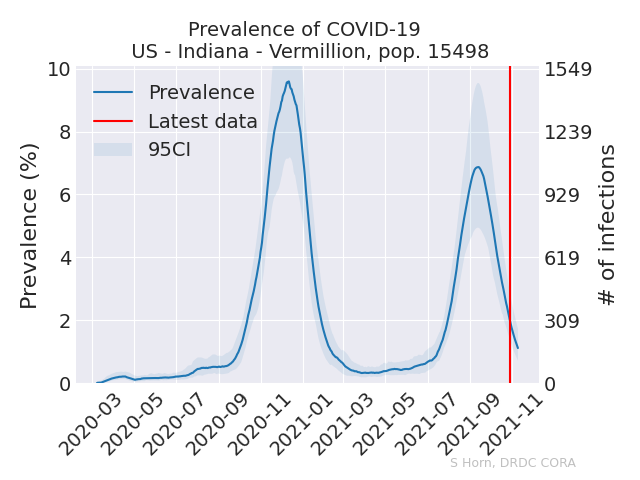 Prevalence of COVID-19
US - Indiana - Vermillion, pop. 15498
Prevalence
Latest data
95CI
Prevalence (%)
10
8
6
4
2
0
1549
1239
929
619
309
0
# of infections
2020-03
2020-05
2020-07
2020-09
2020-11
2021-01
2021-03
2021-05
2021-07
2021-09
2021-11
S Horn, DRDC CORA